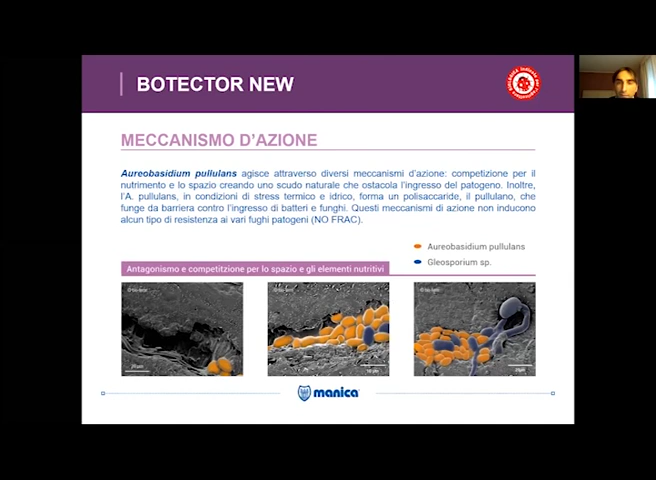 BOTECTOR NEW
MECCANISMO D'AZIONE
Aureobasidium pullulans agisce attraverso diversi meccanismi d'azione: competizione per il
nutrimento e lo spazio creando uno scudo naturale che ostacola l'ingresso del patogeno. Inoltre,
l'A. pullulans, in condizioni di stress termico e idrico, forma un polisaccaride, il pullulano, che
funge da barriera contro l'ingresso di batteri e funghi. Questi meccanismi di azione non inducono
alcun tipo di resistenza ai vari fughi patogeni (NO FRAC).
Aureobasidium pullulans
Gleosporium sp.
Antagonismo e competitzione per lo spazio e gli elementi nutritivi
manica